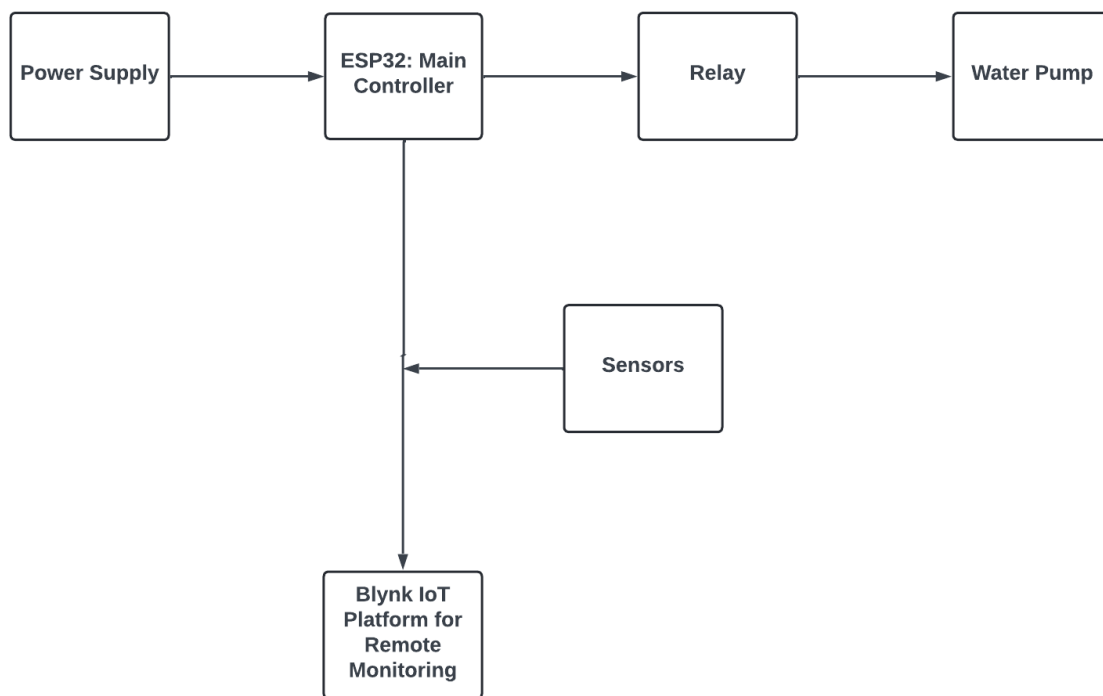 Power Supply
ESP32: Main
Controller
Relay
Water Pump
Sensors
Blynk IoT
Platform for
Remote
Monitoring